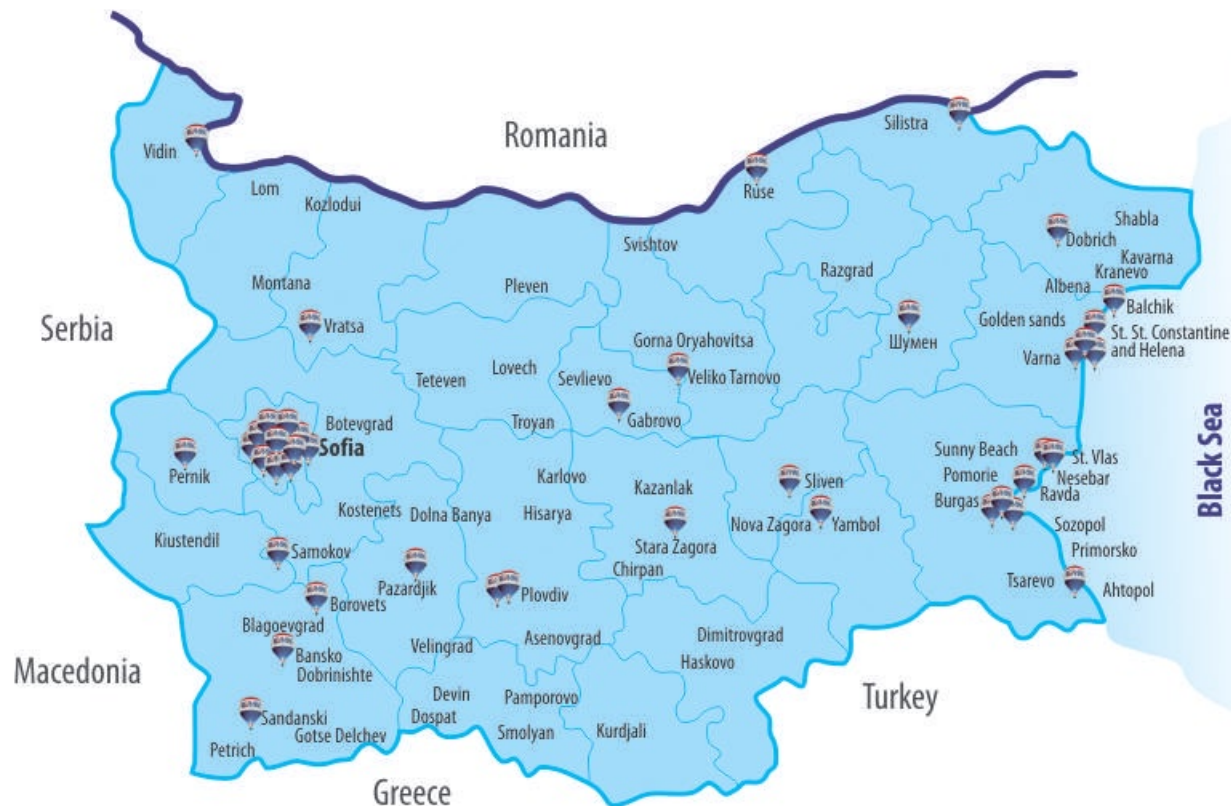 Romania
Silistra
Vidin
Ruse
Lom
Kozlodui
Shabla
Svishtov
Dobrich
Kavarna
Razgrad
Kranevo
Montana
Pleven
Albena
Balchik
Serbia
Vratsa
Golden sands
St. St. Constantine
and Helena
Шумен
Gorna Oryahovitsa
Varna
Lovech
Teteven
Sevlievo
Veliko Tarnovo
Botevgrad
Troyan
Gabrovo
Sofia
Black Sea
Sunny Beach
St. Vlas
Pernik
Karlovo
Pomorie
Nesebar
Kazanlak
Sliven
Ravda
Kostenets
Dolna Banya
Hisarya
Nova Zagora
Yambol
Burgas
Sozopol
Kiustendil
Samokov
Stara Zagora
Primorsko
Chirpan
Tsarevo
Ahtopol
Pazardjik
Plovdiv
Borovets
Blagoevgrad
Asenovgrad
Dimitrovgrad
Velingrad
Bansko
Haskovo
Macedonia
Dobrinishte
Devin
Pamporovo
Turkey
Sandanski
Dospat
Gotse Delchev
Smolyan
Kurdjali
Petrich
Greece